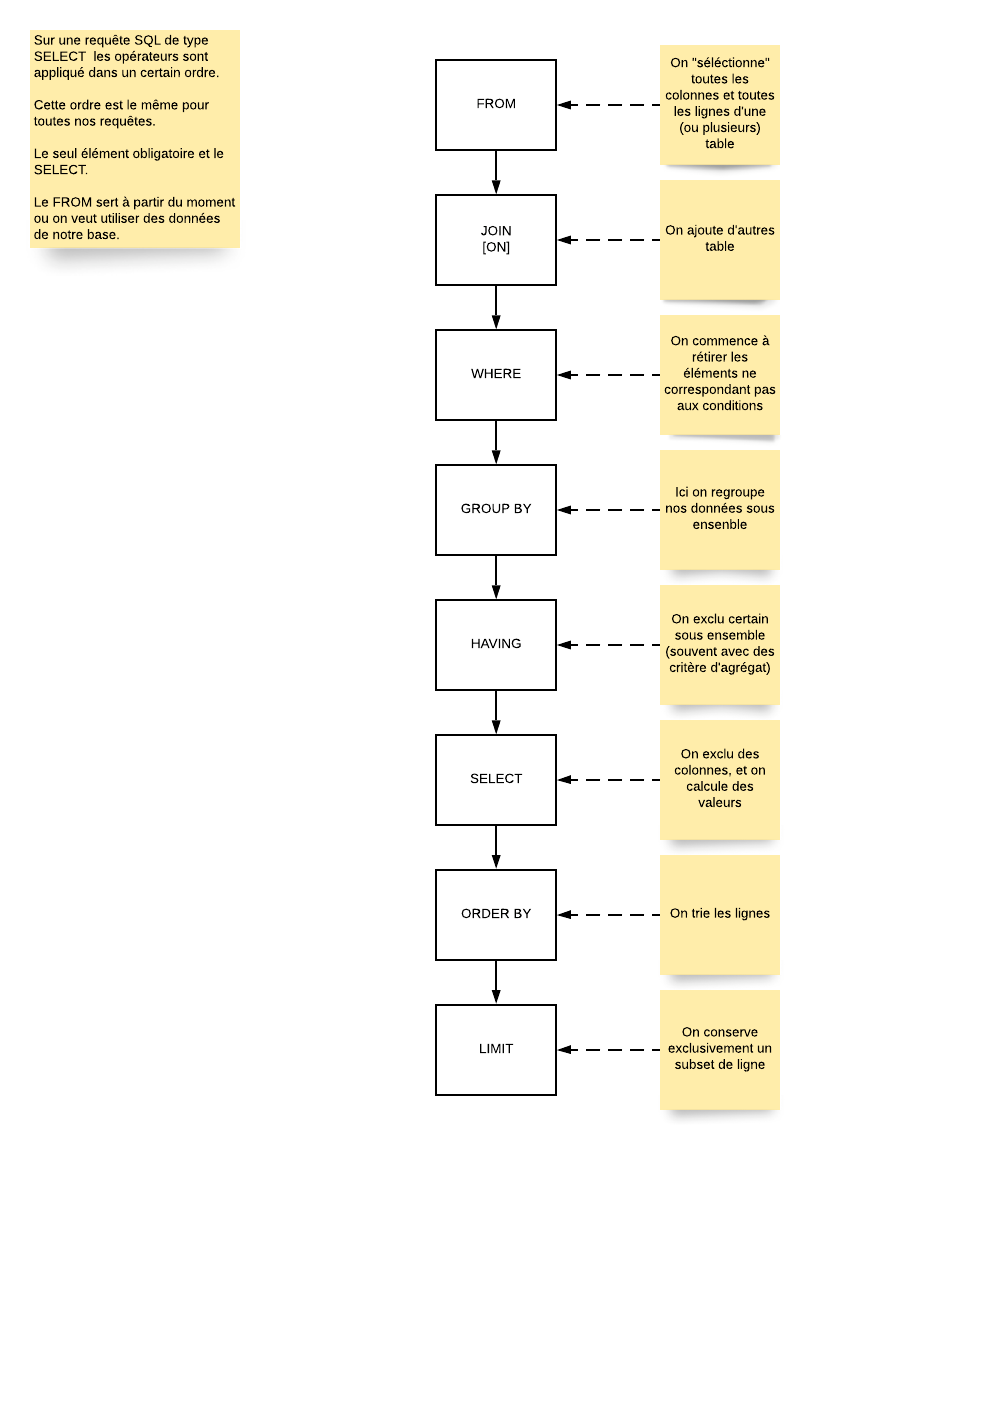 Sur une requête SQL de type
SELECT  les opérateurs sont
appliqué dans un certain ordre.
Cette ordre est le même pour
toutes nos requêtes.
Le seul élément obligatoire et le
SELECT.
Le FROM sert à partir du moment
ou on veut utiliser des données
de notre base.
FROM
On "séléctionne"
toutes les
colonnes et toutes
les lignes d'une
(ou plusieurs)
table
JOIN
[ON]
On ajoute d'autres
table
WHERE
On commence à
rétirer les
éléments ne
correspondant pas
aux conditions
GROUP BY
Ici on regroupe
nos données sous
ensenble
HAVING
On exclu certain
sous ensemble
(souvent avec des
critère d'agrégat)
SELECT
On exclu des
colonnes, et on
calcule des
valeurs
ORDER BY
On trie les lignes
LIMIT
On conserve
exclusivement un
subset de ligne